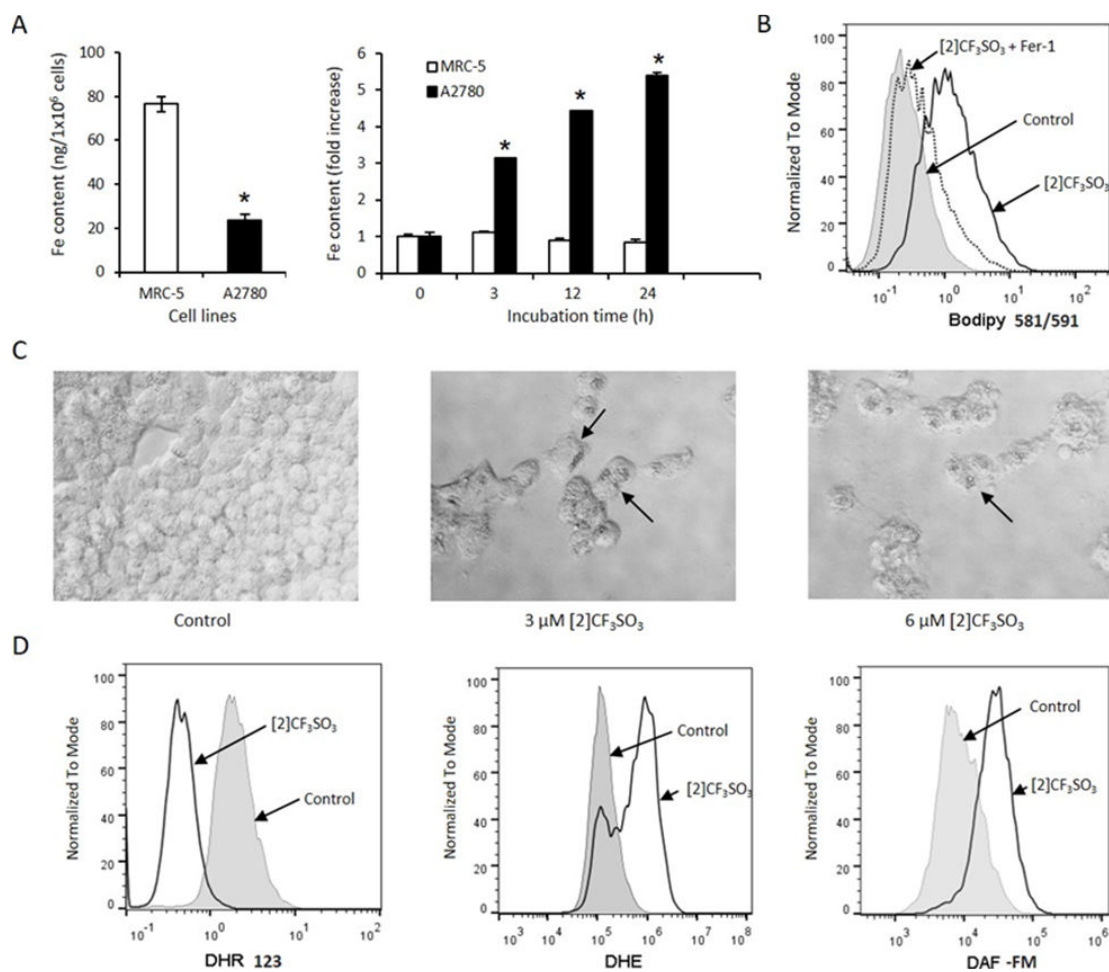 A
Fe content (ng/1x10⁶ cells)
100
80
60
40
20
0
*
MRC-5 A2780
Cell lines
Fe content (fold increase)
6
5
4
3
2
1
0
MRC-5
A2780
*
*
*
0 3 12 24
Incubation time (h)
B
Normalized To Mode
100
80
60
40
20
0
[2]CF₃SO₃ + Fer-1
Control
[2]CF₃SO₃
10⁻¹ 10⁰ 10¹ 10²
Bodipy 581/591
C
Control
3 µM [2]CF₃SO₃
6 µM [2]CF₃SO₃
D
Normalized To Mode
100
80
60
40
20
0
[2]CF₃SO₃
Control
10⁻¹ 10⁰ 10¹ 10²
DHR 123
Normalized To Mode
100
80
60
40
20
0
Control
[2]CF₃SO₃
10³ 10⁴ 10⁵ 10⁶ 10⁷ 10⁸
DHE
Normalized To Mode
100
80
60
40
20
0
Control
[2]CF₃SO₃
10³ 10⁴ 10⁵ 10⁶
DAF -FM